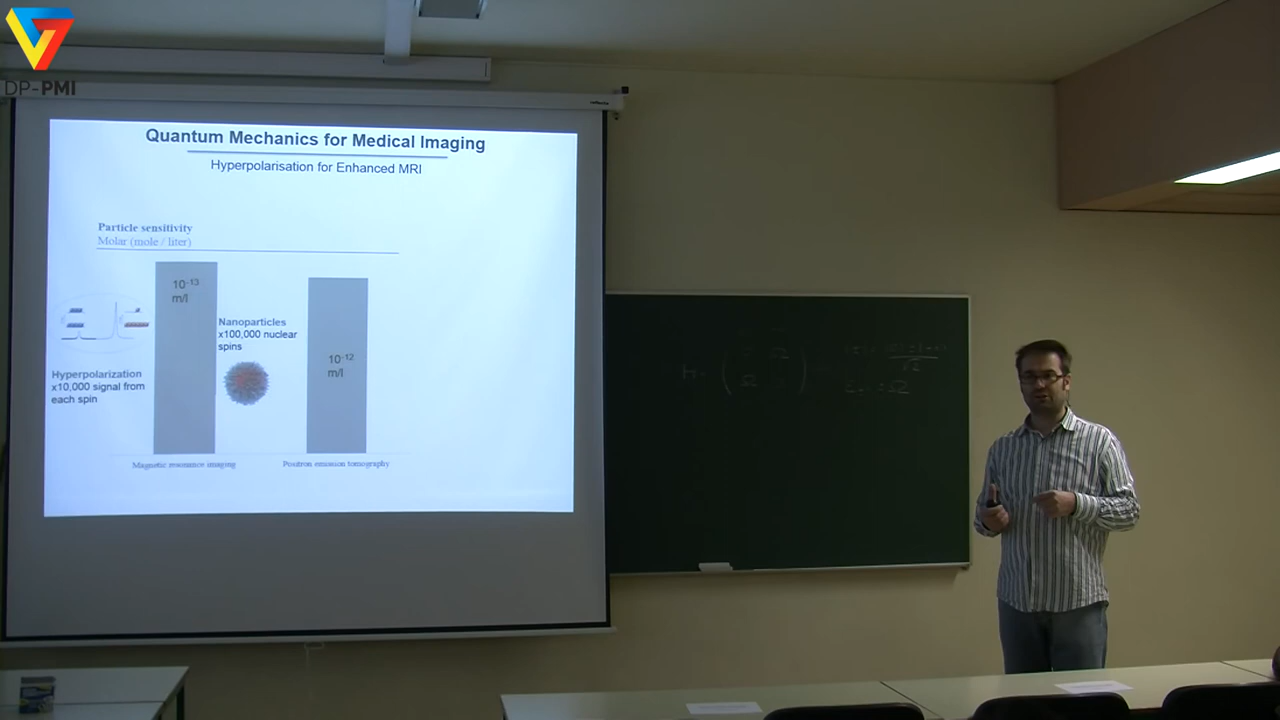 DP-PMI
Quantum Mechanics for Medical Imaging
Hyperpolarisation for Enhanced MRI
Particle sensitivity
Molar (mole / liter)
10⁻¹³
m/l
Nanoparticles
x100,000 nuclear
spins
10⁻¹²
m/l
Hyperpolarization
x10,000 signal from
each spin
Magnetic resonance imaging
Positron emission tomography